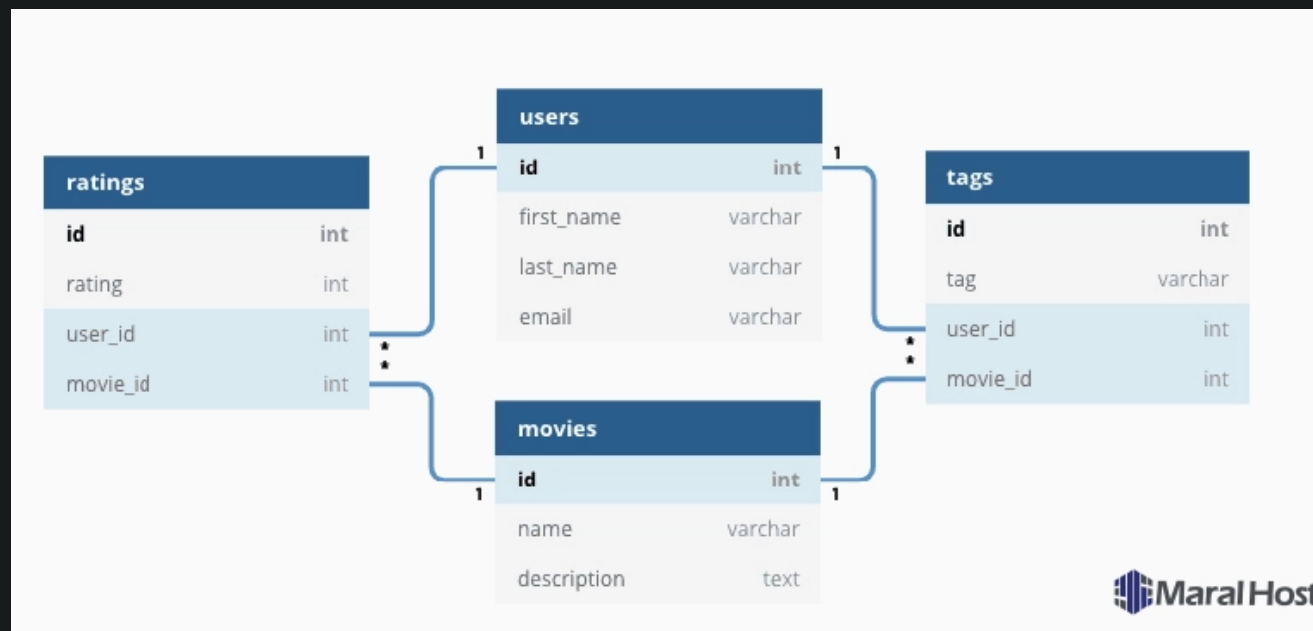 ratings
id int
rating int
user_id int
movie_id int
users
1 id int 1
first_name varchar
last_name varchar
email varchar
*
*
movies
1 id int 1
name varchar
description text
tags
id int
tag varchar
user_id int
movie_id int
*
*
Maral Host